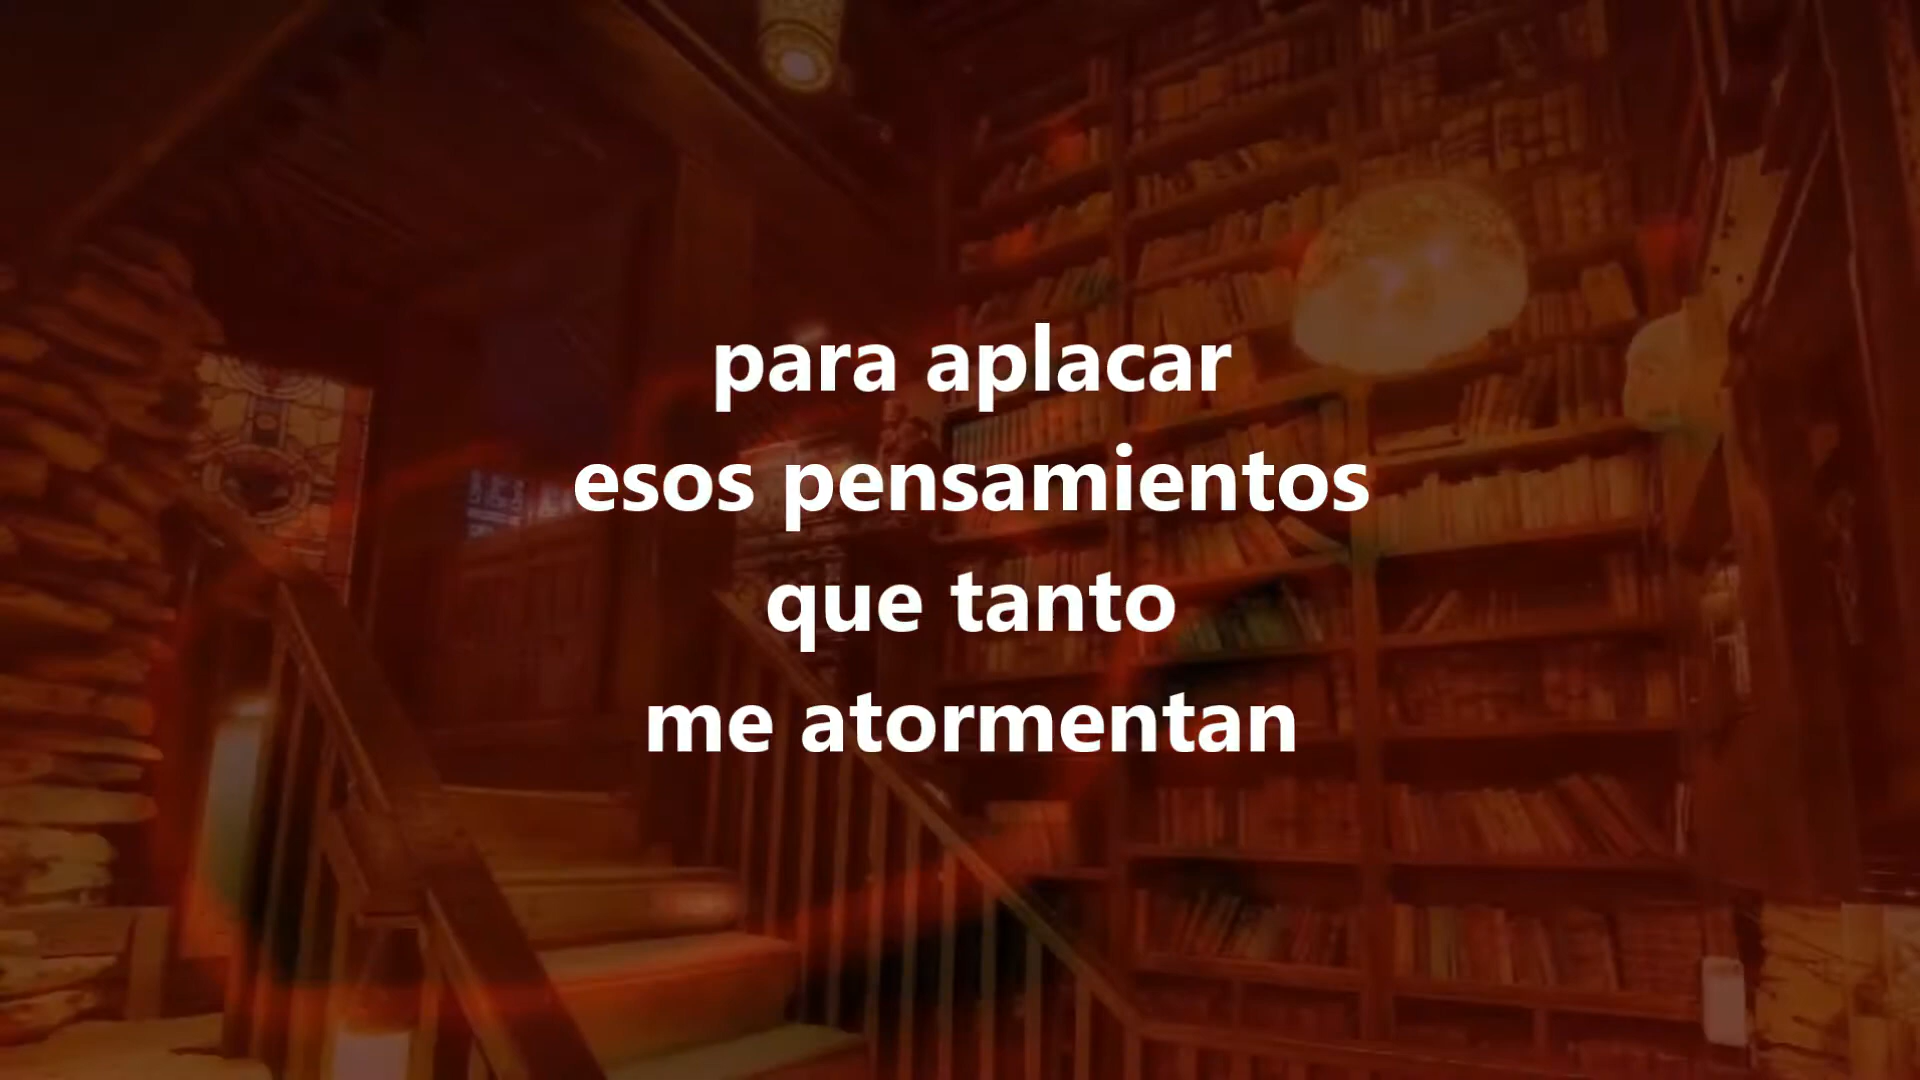 para aplacar
esos pensamientos
que tanto
me atormentan